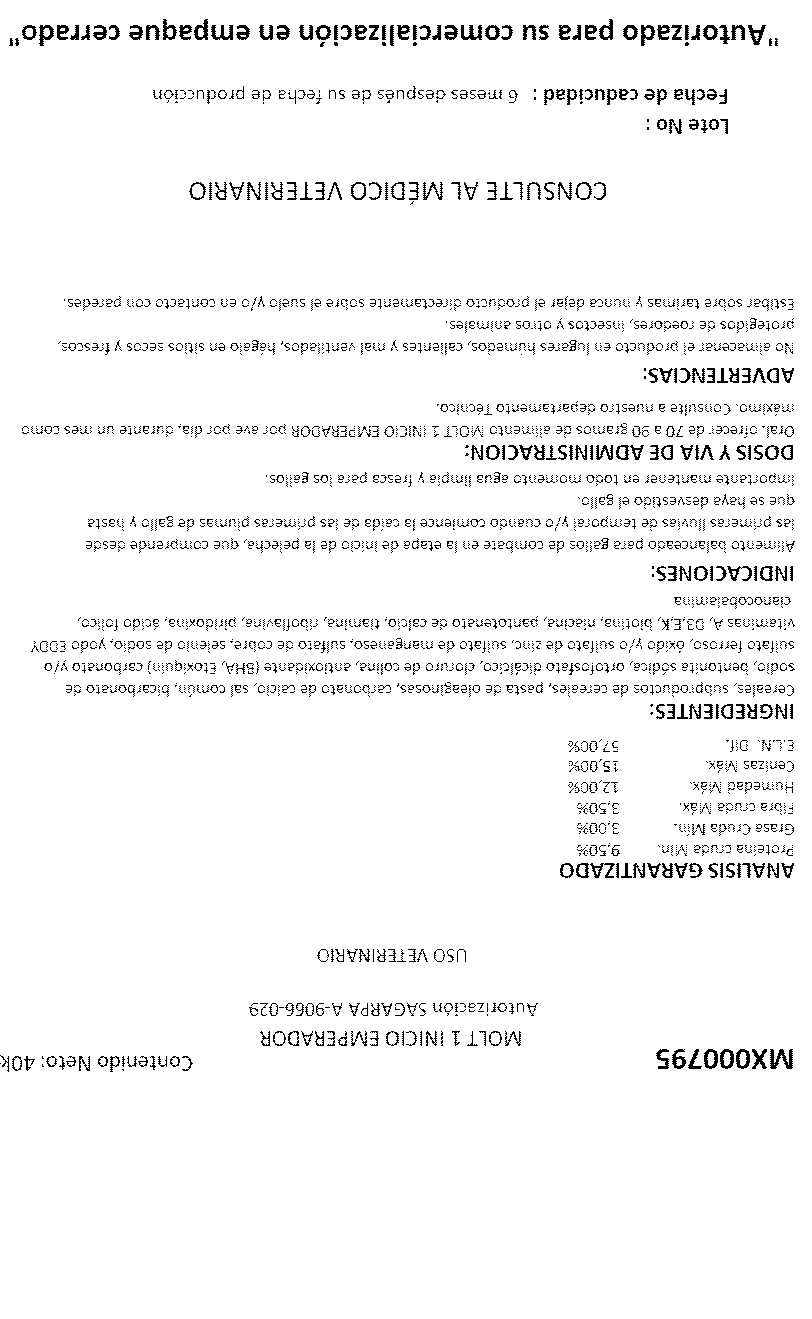 MX000795
Contenido Neto: 40k
MOLT 1 INICIO EMPERADOR
Autorización SAGARPA A-9066-029
USO VETERINARIO
ANALISIS GARANTIZADO
Proteína cruda Mín. 9,50%
Grasa Cruda Mín. 3,00%
Fibra cruda Máx. 3,50%
Humedad Máx. 12,00%
Cenizas Máx. 15,00%
E.L.N. Dif. 57,00%
INGREDIENTES:
Cereales, subproductos de cereales, pasta de oleaginosas, carbonato de calcio, sal común, bicarbonato de
sodio, bentonita sódica, ortofosfato dicálcico, cloruro de colina, antioxidante (BHA, Etoxiquin) carbonato y/o
sulfato ferroso, óxido y/o sulfato de zinc, sulfato de manganeso, sulfato de cobre, selenio de sodio, yodo EDDY
vitaminas A, D3,E,K, biotina, niacina, pantotenato de calcio, tiamina, riboflavina, piridoxina, ácido fólico,
cianocobalamina
INDICACIONES:
Alimento balanceado para gallos de combate en la etapa de inicio de la pelecha, que comprende desde
las primeras lluvias de temporal y/o cuando comience la caída de las primeras plumas de gallo y hasta
que se haya desvestido el gallo.
Importante mantener en todo momento agua limpia y fresca para los gallos.
DOSIS Y VIA DE ADMINISTRACION:
Oral. ofrecer de 70 a 90 gramos de alimento MOLT 1 INICIO EMPERADOR por ave por día, durante un mes como
máximo. Consulte a nuestro departamento Técnico.
ADVERTENCIAS:
No almacenar el producto en lugares húmedos, calientes y mal ventilados, hágalo en sitios secos y frescos,
protegidos de roedores, insectos y otros animales.
Estibar sobre tarimas y nunca dejar el producto directamente sobre el suelo y/o en contacto con paredes.
CONSULTE AL MÉDICO VETERINARIO
Lote No :
Fecha de caducidad : 6 meses después de su fecha de producción
"Autorizado para su comercialización en empaque cerrado"